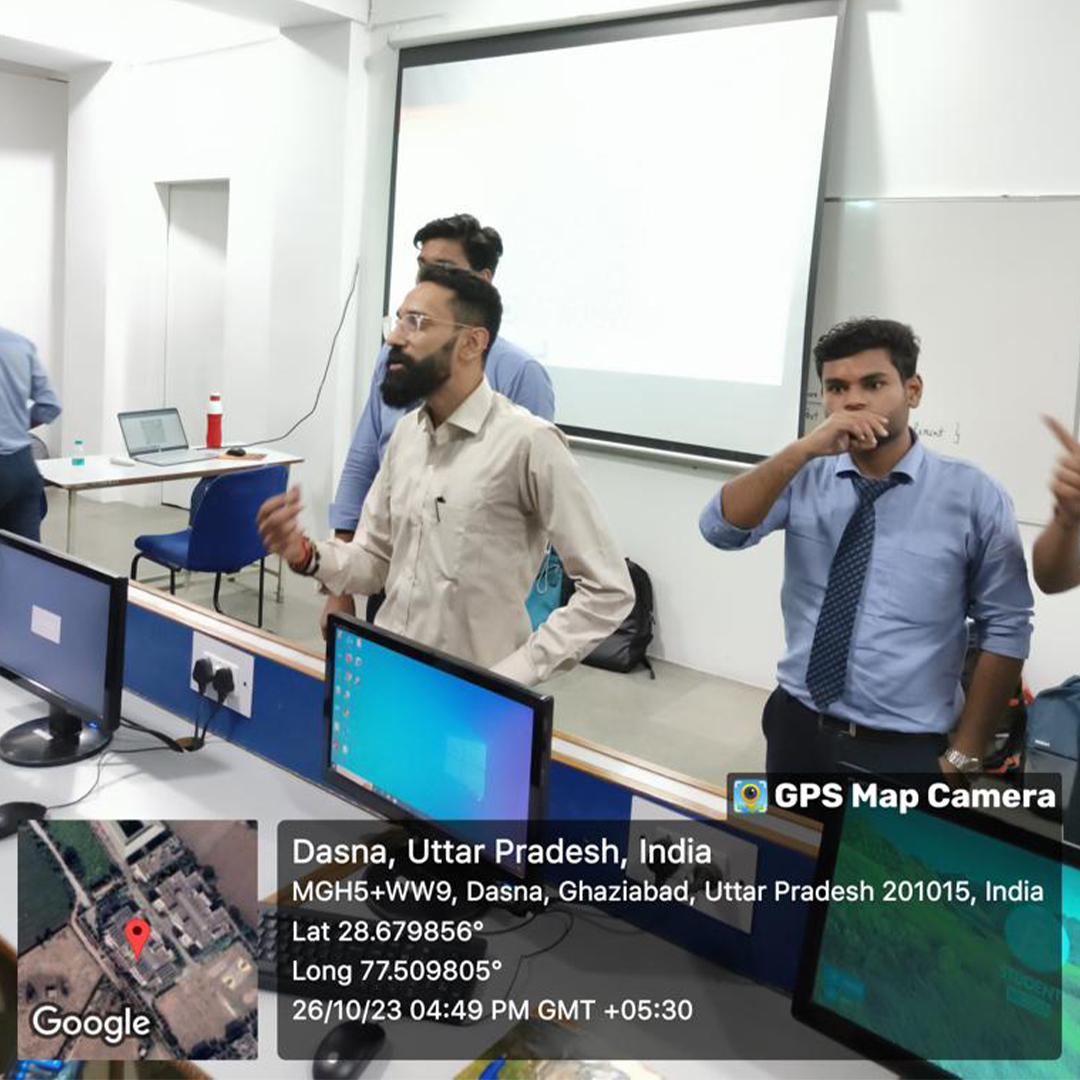 GPS Map Camera
Dasna, Uttar Pradesh, India
MGH5+WW9, Dasna, Ghaziabad, Uttar Pradesh 201015, India
Lat 28.679856°
Long 77.509805°
26/10/23 04:49 PM GMT +05:30
Google
STUDENT